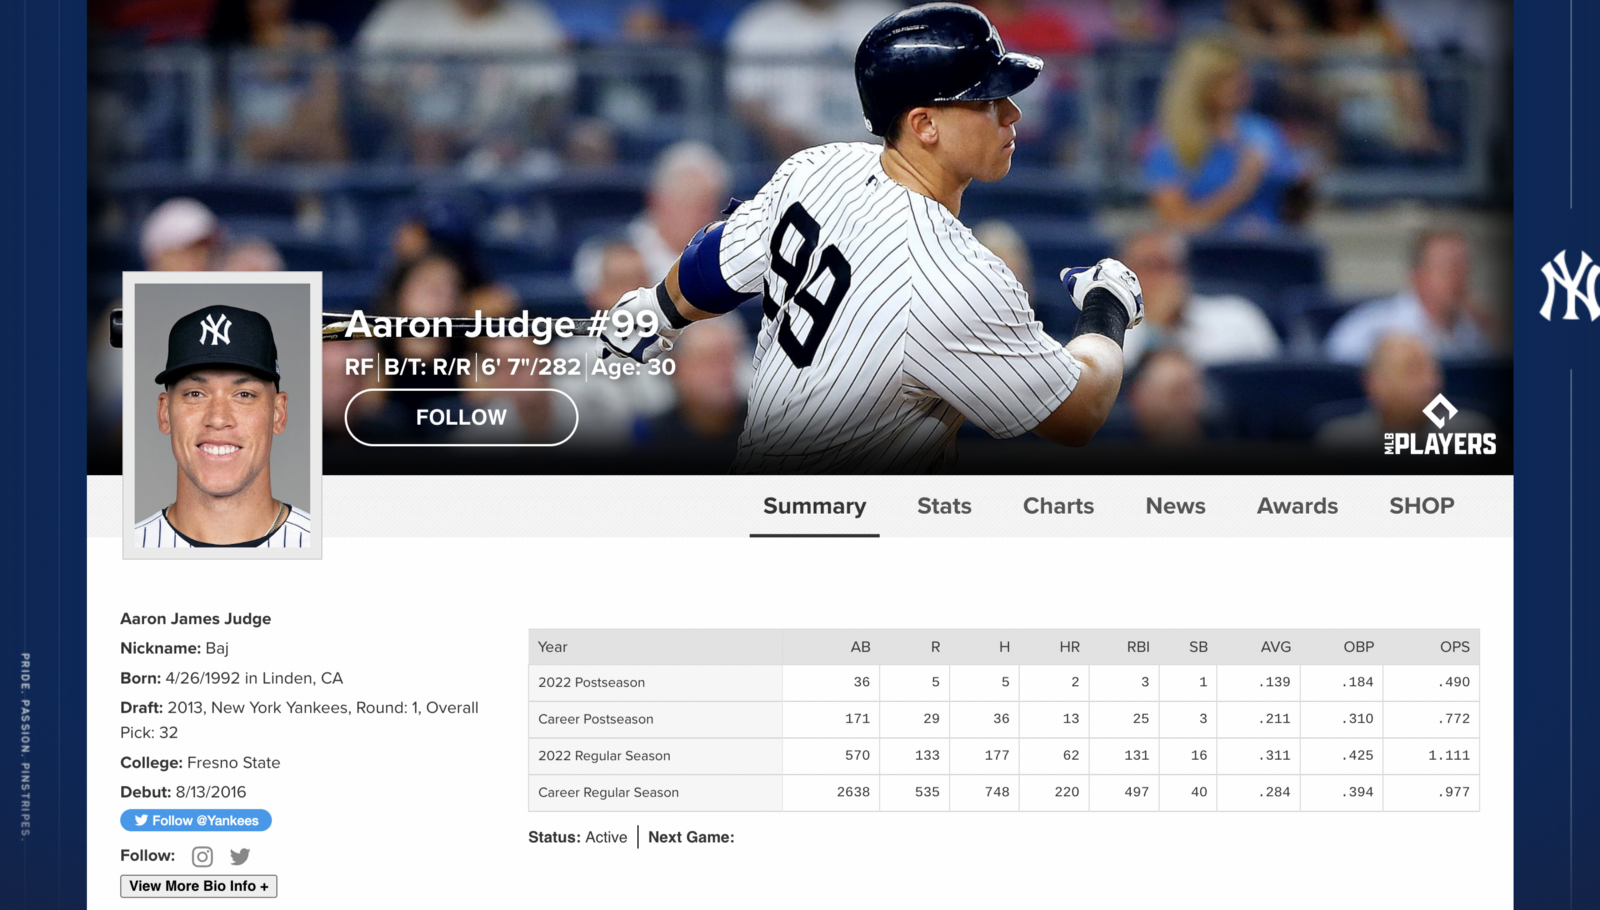 NY
99
Aaron Judge #99
RF | B/T: R/R | 6' 7"/282 | Age: 30
FOLLOW
MLB PLAYERS
NY
NY
Summary Stats Charts News Awards SHOP
PRIDE. PASSION. PINSTRIPES.
Aaron James Judge
Nickname: Baj
Born: 4/26/1992 in Linden, CA
Draft: 2013, New York Yankees, Round: 1, Overall
Pick: 32
College: Fresno State
Debut: 8/13/2016
Follow @Yankees
Follow:
View More Bio Info +
Year AB R H HR RBI SB AVG OBP OPS
2022 Postseason 36 5 5 2 3 1 .139 .184 .490
Career Postseason 171 29 36 13 25 3 .211 .310 .772
2022 Regular Season 570 133 177 62 131 16 .311 .425 1.111
Career Regular Season 2638 535 748 220 497 40 .284 .394 .977
Status: Active | Next Game: